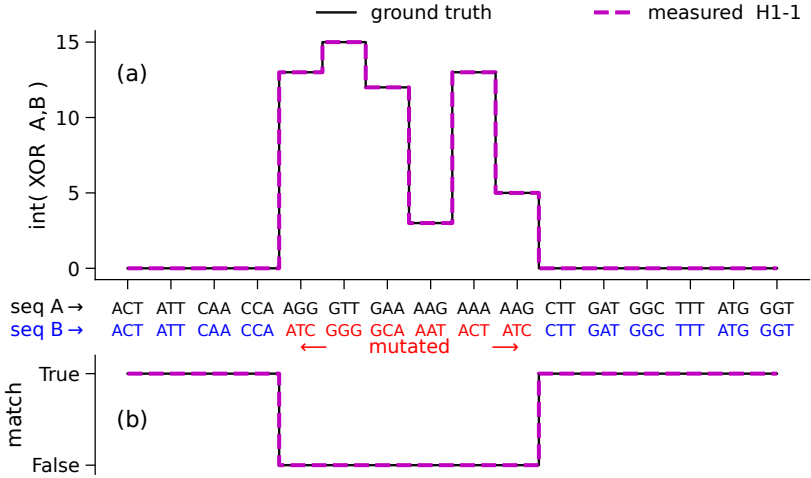 ground truth measured H1-1
15
(a)
10
5
0
int( XOR A,B )
seq A → ACT ATT CAA CCA AGG GTT GAA AAG AAA AAG CTT GAT GGC TTT ATG GGT
seq B → ACT ATT CAA CCA ATC GGG GCA AAT ACT ATC CTT GAT GGC TTT ATG GGT
← mutated →
True
(b)
False
match